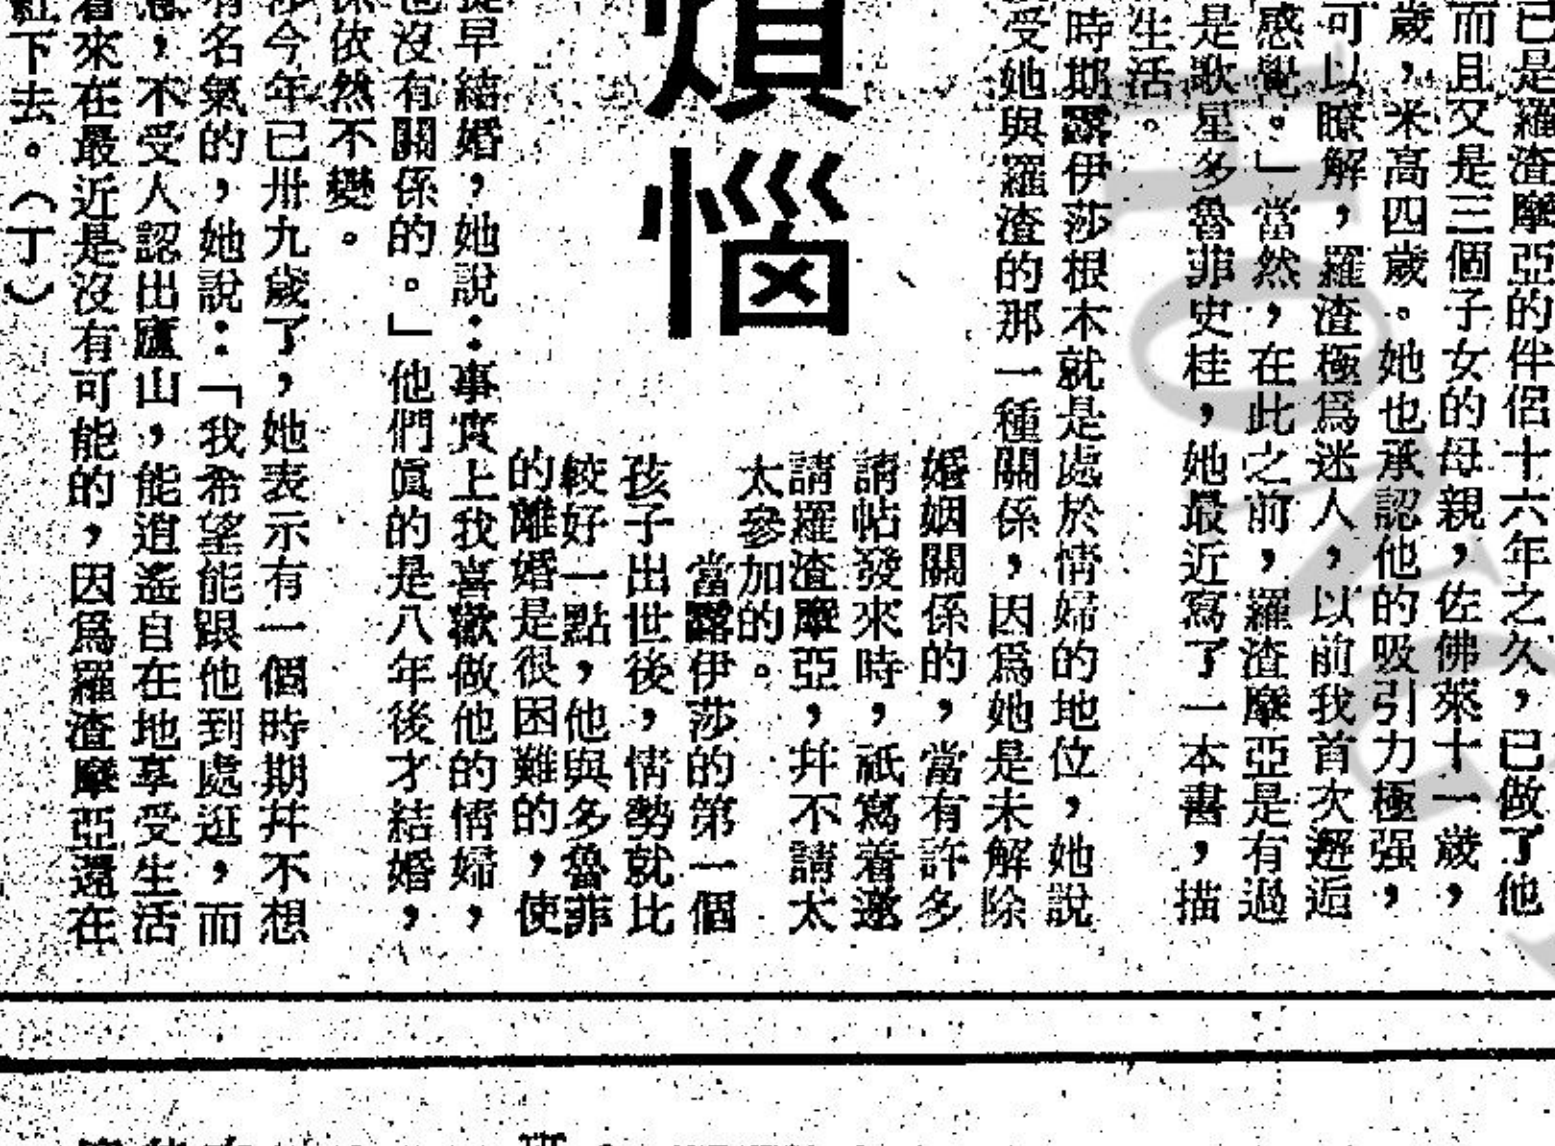 已是羅渣摩亞的伴侶十六年之久，已做了他
而且又是三個子女的母親，佐佛萊十一歲，
歲，米高四歲。她也承認他的吸引力極强，
可以瞭解，羅渣極爲迷人，以前我首次邂逅
感覺。」當然，在此之前，羅渣摩亞是有過
是歌星多魯菲史桂，她最近寫了一本書，描
生活。
時期露伊莎根本就是處於情婦的地位，她說
受她與羅渣的那一種關係，因爲她是未解除
婚姻關係的，當有許多
請帖發來時，祇寫着邀
請羅渣摩亞，幷不請太
太參加的。
當露伊莎的第一個
孩子出世後，情勢就比
較好一點，他與多魯菲
的離婚是很困難的，使
煩惱
提早結婚，她說：事實上我喜歡做他的情婦，
也沒有關係的。」他們眞的是八年後才結婚，
係依然不變。
莎今年已卅九歲了，她表示有一個時期幷不想
有名氣的，她說：「我希望能跟他到處逛，而
息，不受人認出廬山，能逍遙自在地享受生活
看來在最近是沒有可能的，因爲羅渣摩亞還在
紅下去。（丁）
HONG